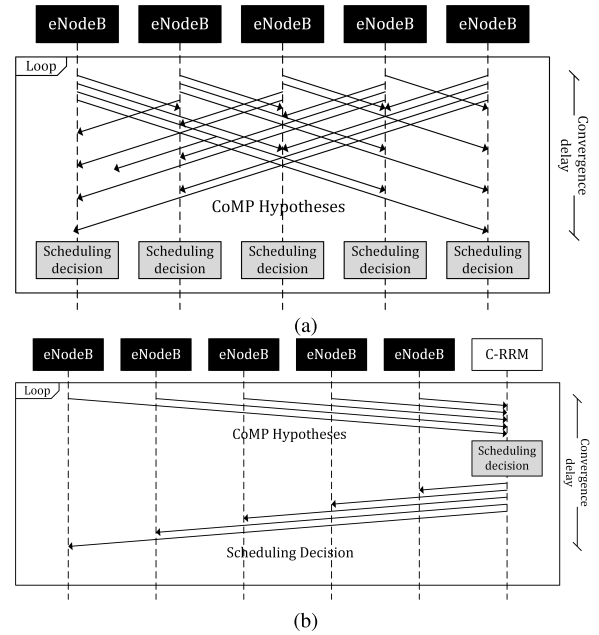 eNodeB eNodeB eNodeB eNodeB eNodeB
Loop
Convergence
delay
CoMP Hypotheses
Scheduling
decision
Scheduling
decision
Scheduling
decision
Scheduling
decision
Scheduling
decision
(a)
eNodeB eNodeB eNodeB eNodeB eNodeB C-RRM
Loop
CoMP Hypotheses
Convergence
delay
Scheduling
decision
Scheduling Decision
(b)